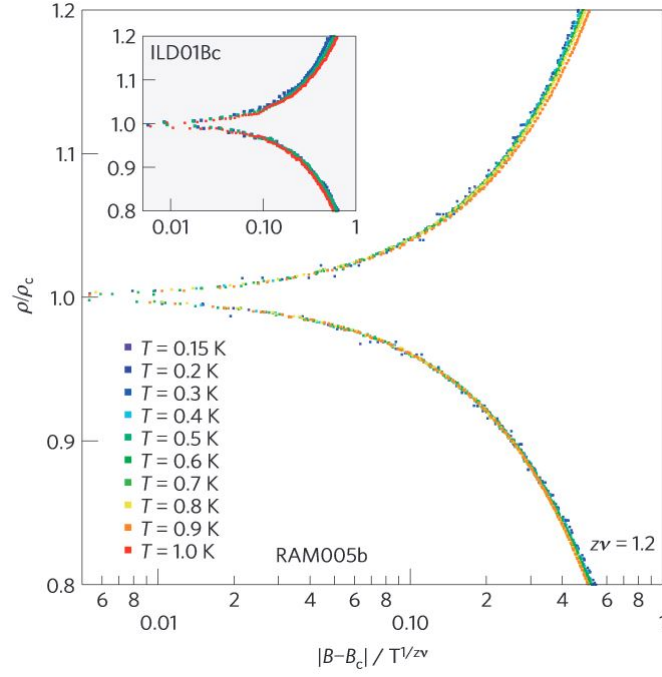 1.2
ILD01Bc
1.2
1.1
1.0
0.9
0.8
0.01
0.10
1
1.1
ρ/ρc
1.0
T = 0.15 K
T = 0.2 K
T = 0.3 K
T = 0.4 K
T = 0.5 K
T = 0.6 K
T = 0.7 K
T = 0.8 K
T = 0.9 K
T = 1.0 K
0.9
RAM005b
zν = 1.2
0.8
6 8 2 4 6 8 2 4 6 8
0.01 0.10 1
|B–Bc| / T1/zν